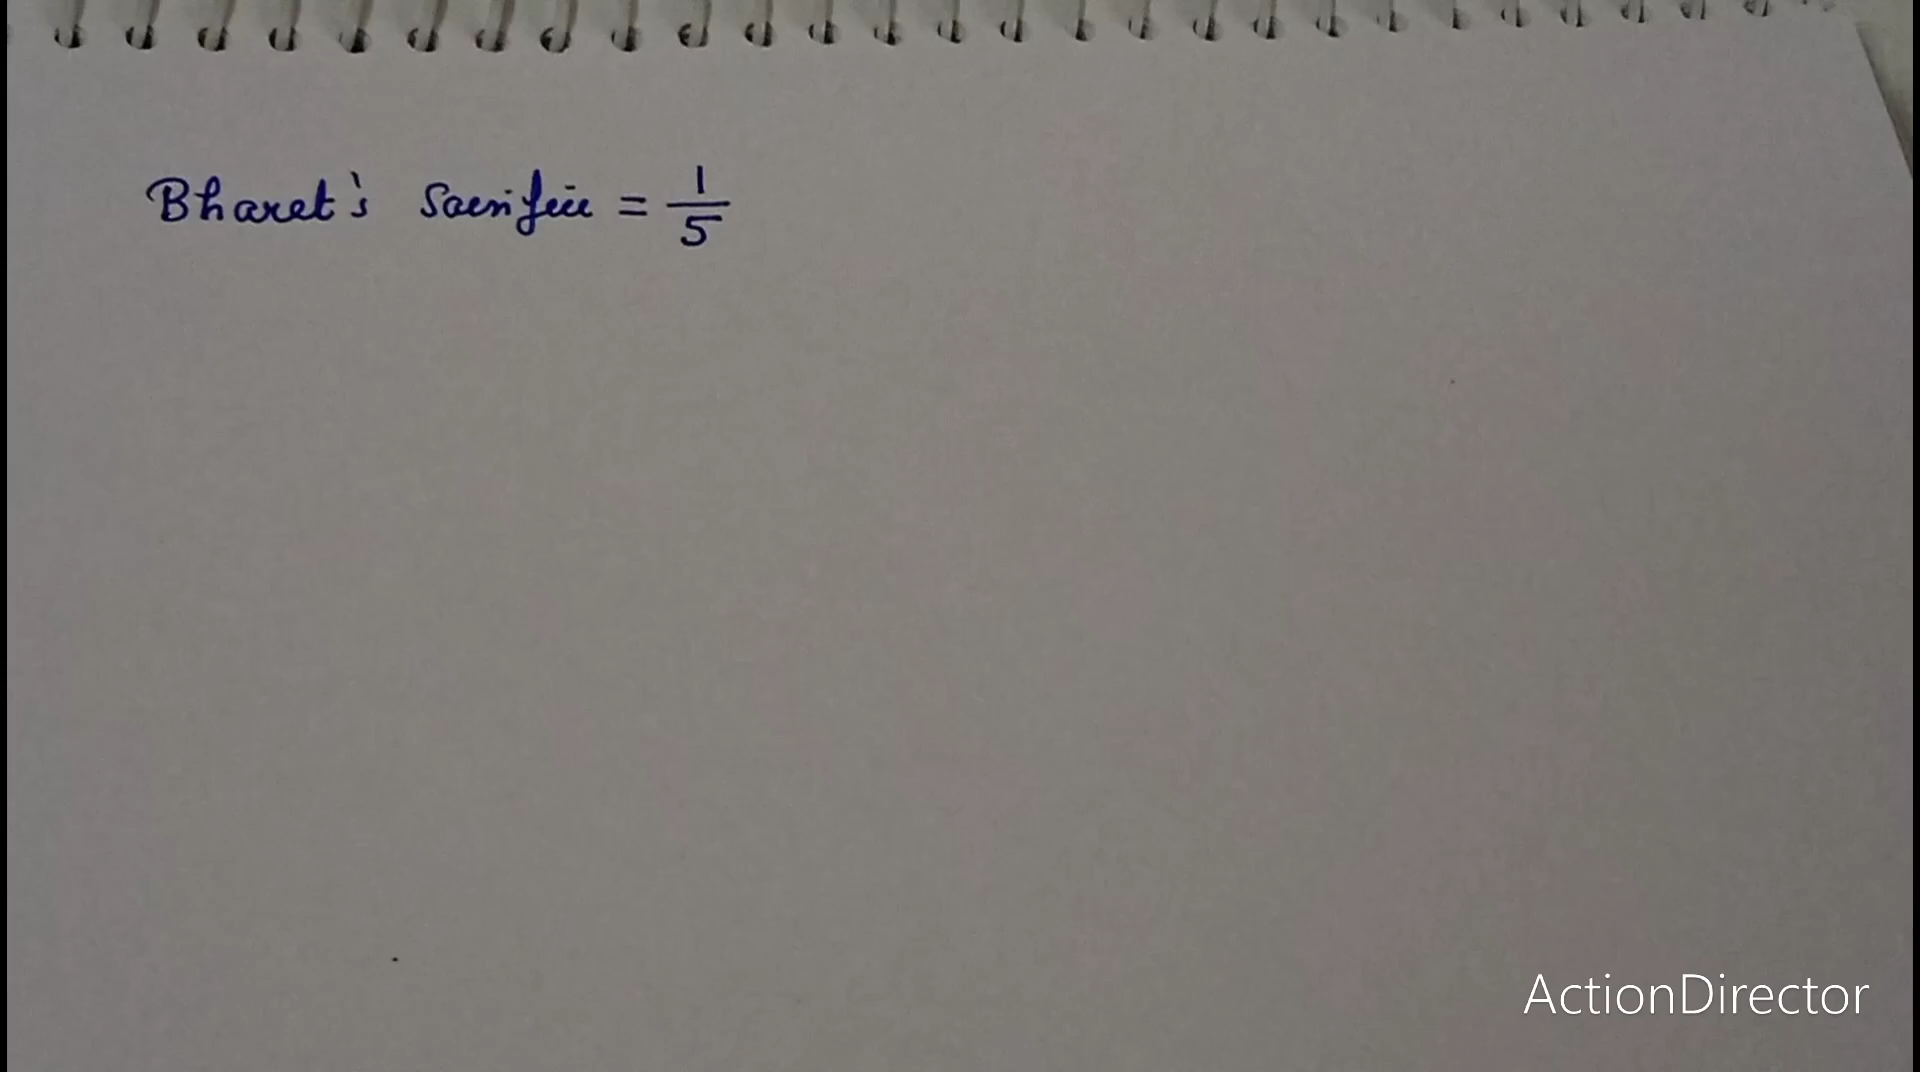 Bharat's Sacrifice = 1/5
ActionDirector